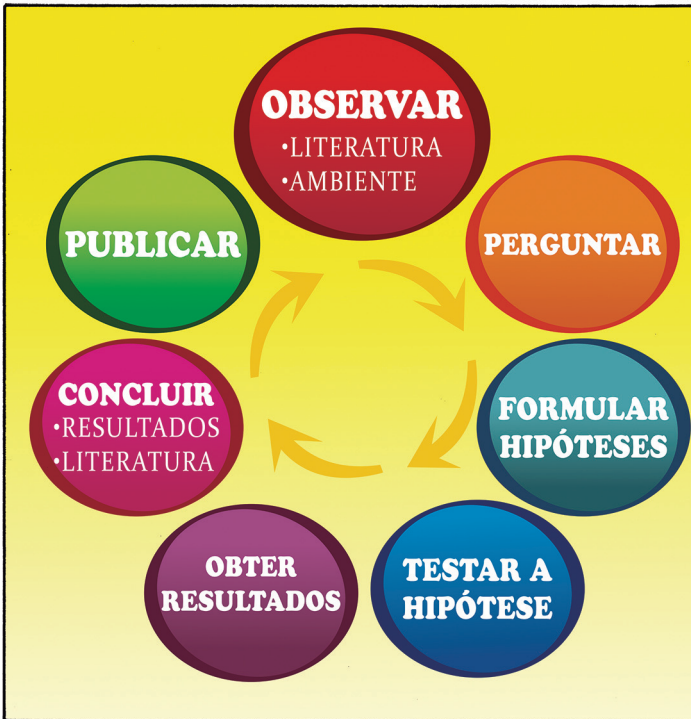 OBSERVAR
•LITERATURA
•AMBIENTE
PERGUNTAR
FORMULAR
HIPÓTESES
TESTAR A
HIPÓTESE
OBTER
RESULTADOS
CONCLUIR
•RESULTADOS
•LITERATURA
PUBLICAR